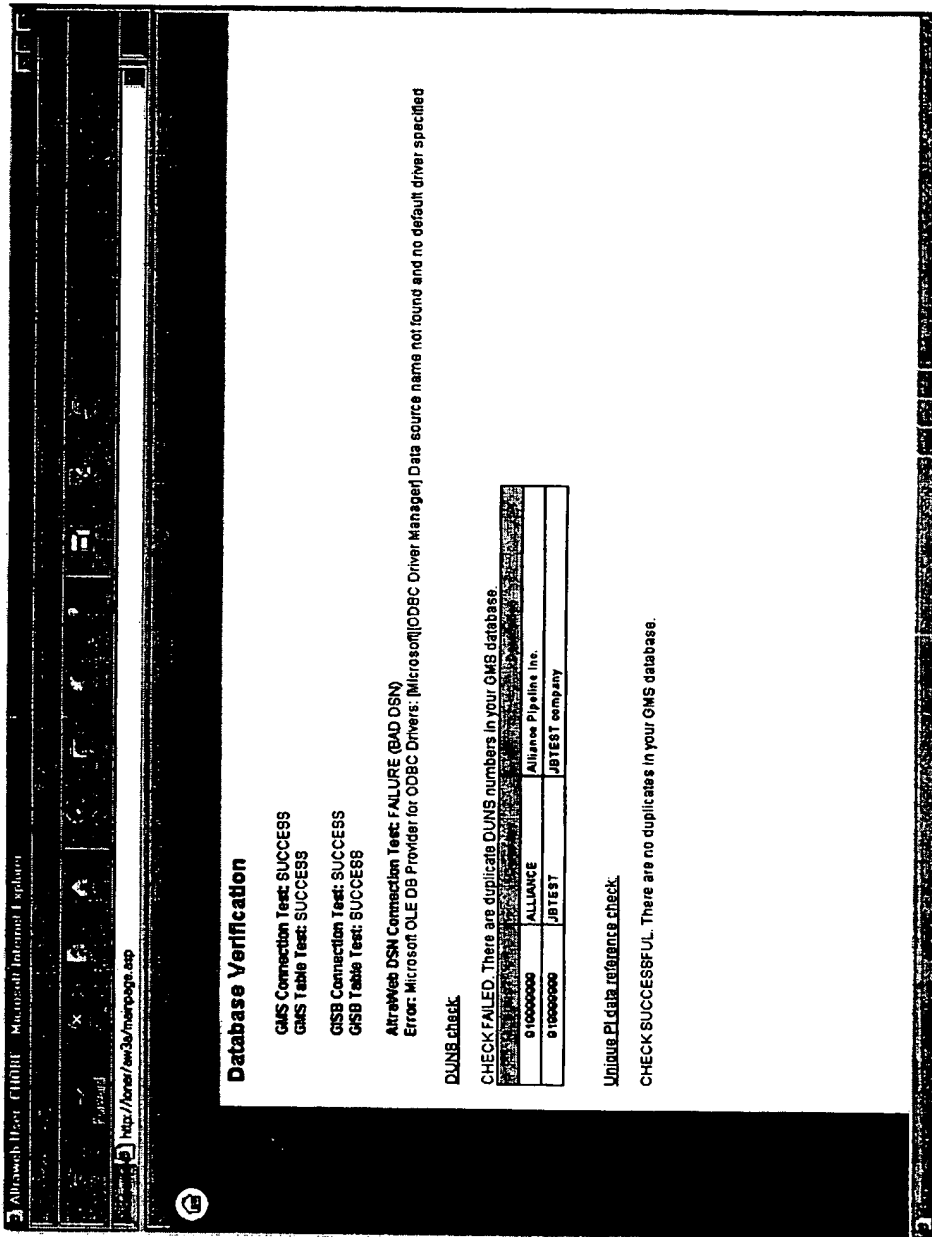 Altraweb User Microsoft Internet Explorer
Forward
http://loner/aw3a/mainpage.asp
Database Verification
GMS Connection Test: SUCCESS
GMS Table Test: SUCCESS
GISB Connection Test: SUCCESS
GISB Table Test: SUCCESS
AltraWeb DSN Connection Test: FAILURE (BAD DSN)
Error: Microsoft OLE DB Provider for ODBC Drivers: [Microsoft][ODBC Driver Manager] Data source name not found and no default driver specified
DUNS check:
CHECK FAILED. There are duplicate DUNS numbers in your GMS database.
ALLIANCE Alliance Pipeline Inc.
JBTEST JBTEST company
Unique PI data reference check:
CHECK SUCCESSFUL. There are no duplicates in your GMS database.